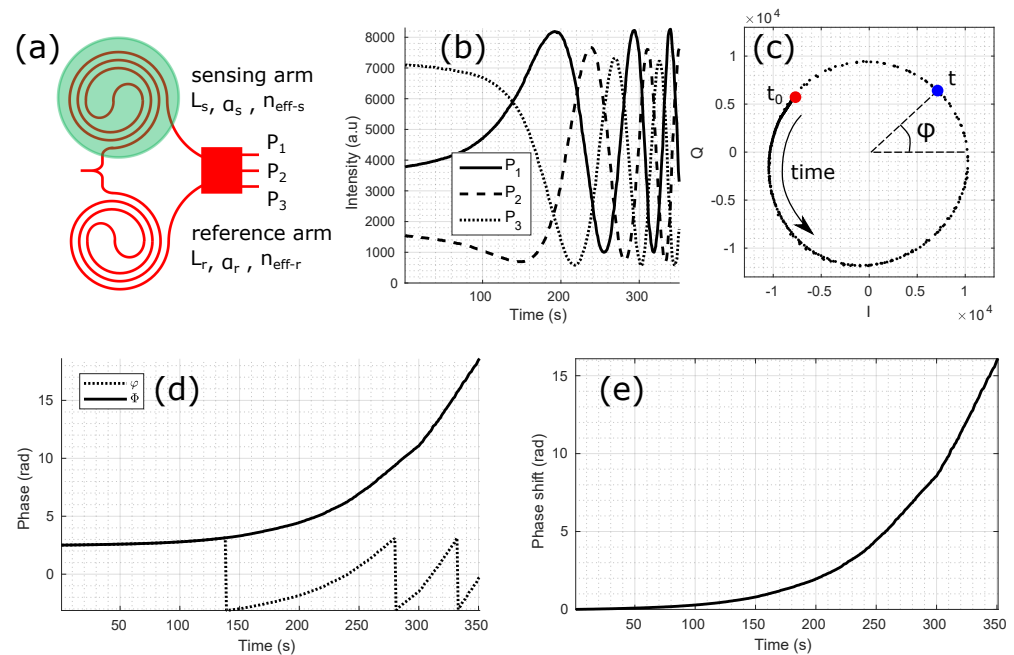 (a)
sensing arm
Ls, ɑs , neff-s
P1
P2
P3
reference arm
Lr, ɑr , neff-r
(b)
8000
7000
6000
5000
4000
3000
2000
1000
0
Intensity (a.u)
P1
P2
P3
100
200
300
Time (s)
(c)
× 10^4
1
0.5
0
-0.5
-1
Q
t0
t
φ
time
-1
-0.5
0
0.5
1
I
× 10^4
(d)
φ
Φ
15
10
5
0
Phase (rad)
50
100
150
200
250
300
350
Time (s)
(e)
15
10
5
0
Phase shift (rad)
50
100
150
200
250
300
350
Time (s)